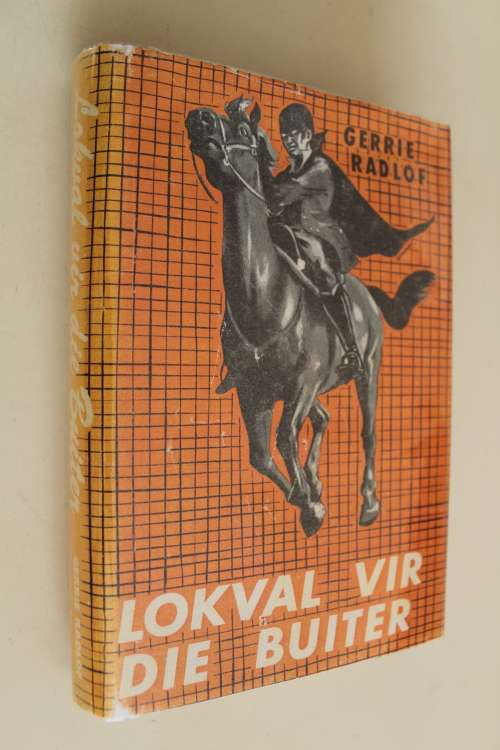 GERRIE
RADLOF
LOKVAL VIR
DIE BUITER
Lokval vir die Buiter